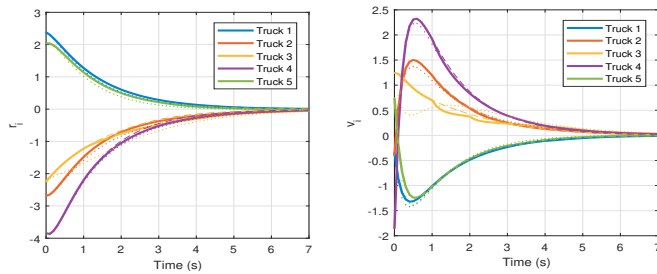 3
2
1
0
-1
-2
-3
-4
r_i
0 1 2 3 4 5 6 7
Time (s)
Truck 1
Truck 2
Truck 3
Truck 4
Truck 5
2.5
2
1.5
1
0.5
0
-0.5
-1
-1.5
-2
v_i
0 1 2 3 4 5 6 7
Time (s)
Truck 1
Truck 2
Truck 3
Truck 4
Truck 5